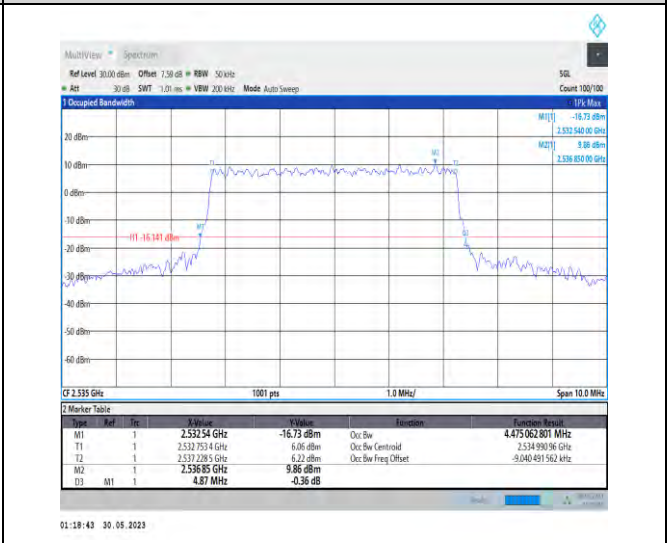 MultiView Spectrum
Ref Level 30.00 dBm Offset 7.59 dB RBW 50 kHz SGL
Att 30 dB SWT 1.01 ms VBW 200 kHz Mode Auto Sweep Count 100/100
1 Occupied Bandwidth 1Pk Max
M1[1] -16.73 dBm
2.532 540 00 GHz
M2[1] 9.86 dBm
2.536 850 00 GHz
20 dBm
M2
10 dBm
T1
T2
0 dBm
-10 dBm
M1
H1 -16.141 dBm
D3
-20 dBm
-30 dBm
-40 dBm
-50 dBm
-60 dBm
CF 2.535 GHz 1001 pts 1.0 MHz/ Span 10.0 MHz
2 Marker Table
Type Ref Trc X-Value Y-Value Function Function Result
M1 1 2.532 54 GHz -16.73 dBm Occ Bw 4.475 062 801 MHz
T1 1 2.532 753 4 GHz 6.06 dBm Occ Bw Centroid 2.534 990 96 GHz
T2 1 2.537 228 5 GHz 6.22 dBm Occ Bw Freq Offset -9.040 491 562 kHz
M2 1 2.536 85 GHz 9.86 dBm
D3 M1 1 4.87 MHz -0.36 dB
01:18:43 30.05.2023